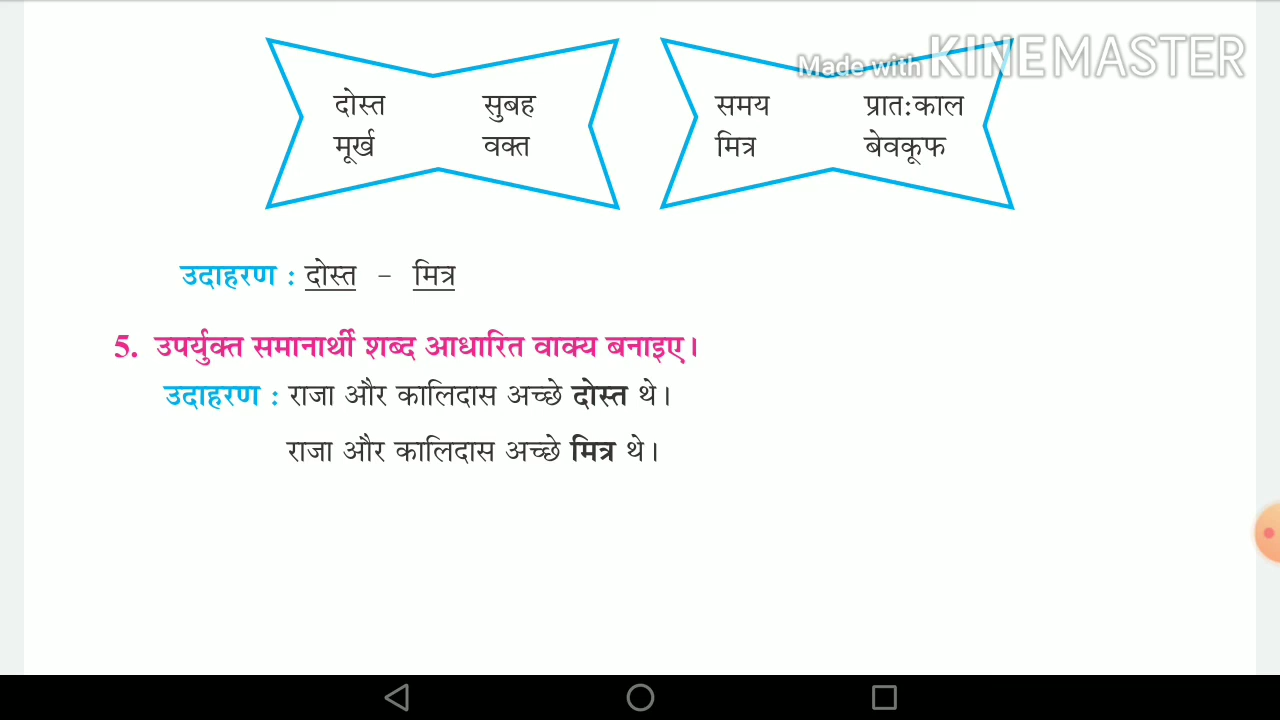 Made with KINEMASTER
दोस्त सुबह
मूर्ख वक्त
समय प्रातःकाल
मित्र बेवकूफ
उदाहरण : दोस्त – मित्र
5. उपर्युक्त समानार्थी शब्द आधारित वाक्य बनाइए।
उदाहरण : राजा और कालिदास अच्छे दोस्त थे।
राजा और कालिदास अच्छे मित्र थे।